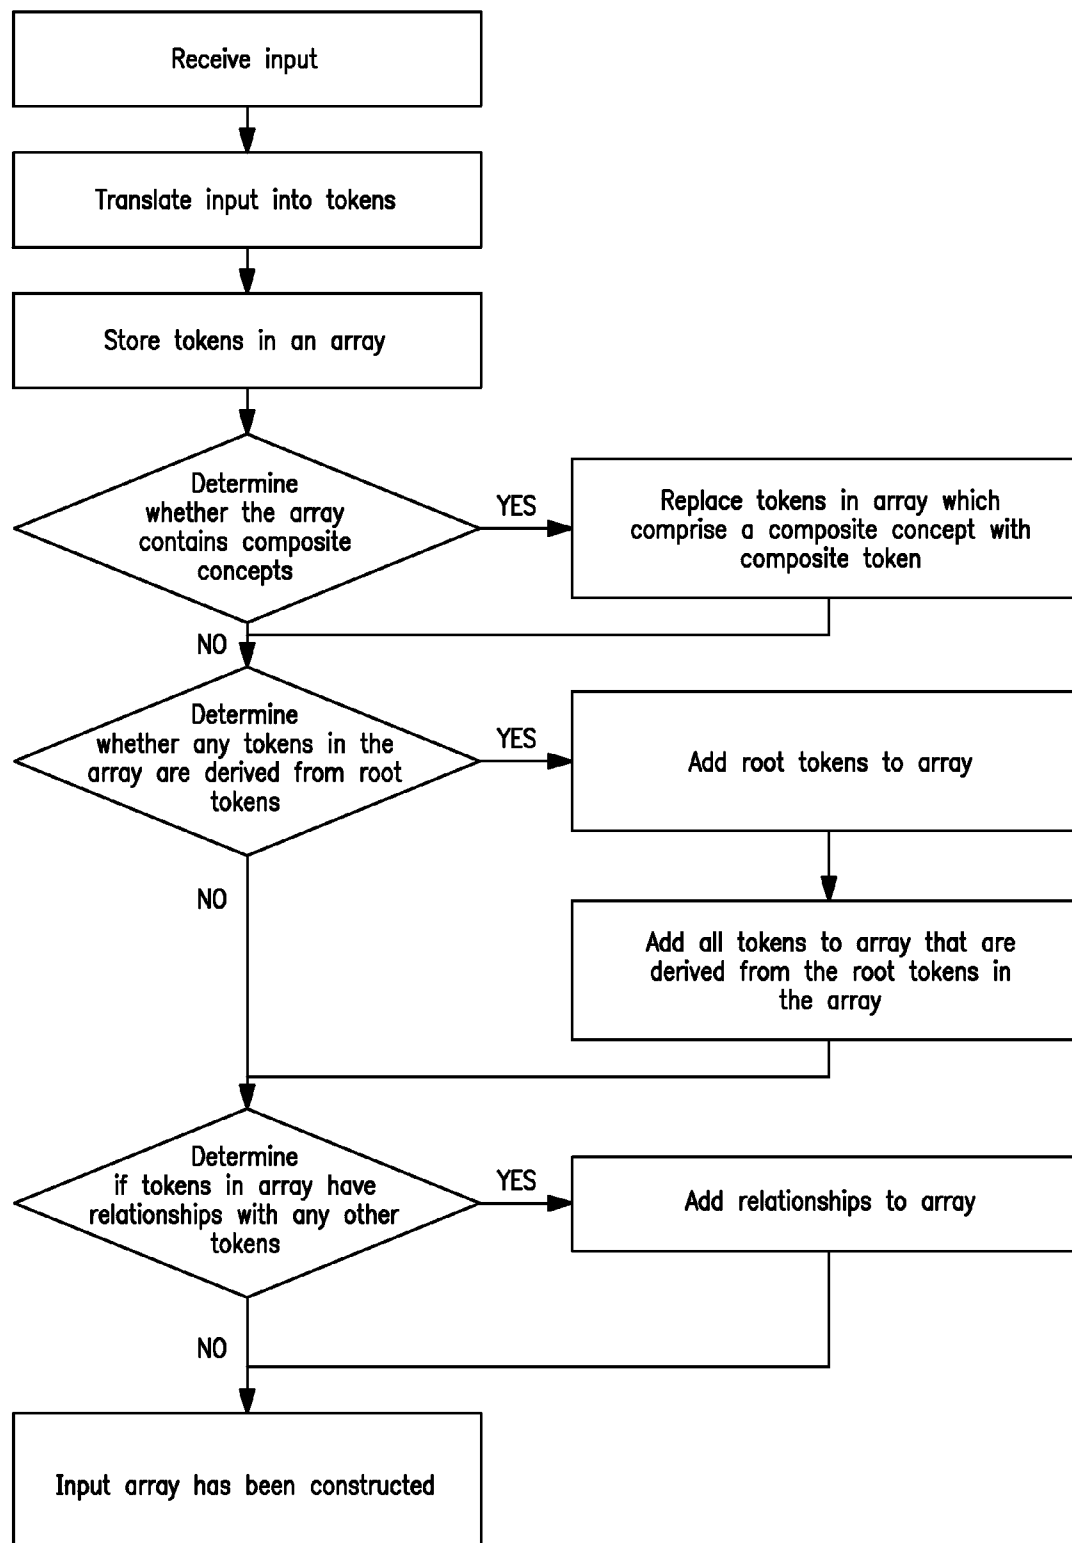 Receive input
Translate input into tokens
Store tokens in an array
Determine
whether the array
contains composite
concepts
YES
Replace tokens in array which
comprise a composite concept with
composite token
NO
Determine
whether any tokens in the
array are derived from root
tokens
YES
Add root tokens to array
NO
Add all tokens to array that are
derived from the root tokens in
the array
Determine
if tokens in array have
relationships with any other
tokens
YES
Add relationships to array
NO
Input array has been constructed